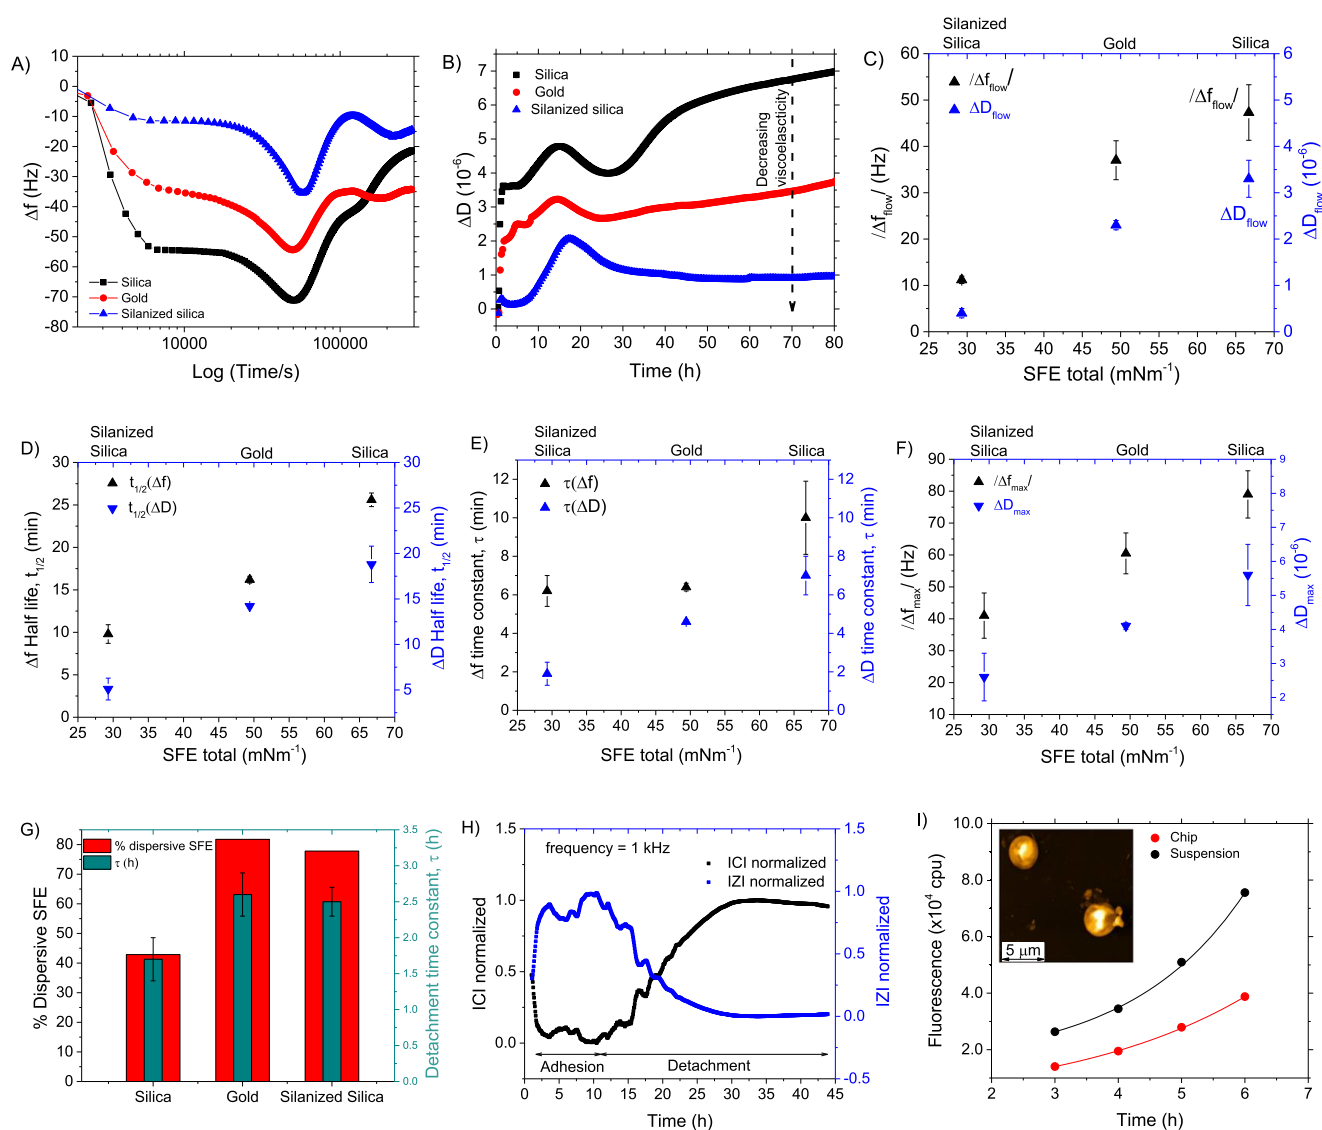 A)
10
0
-10
-20
-30
-40
-50
-60
-70
-80
Δf (Hz)
Silica
Gold
Silanized silica
10000
100000
Log (Time/s)
B)
7
6
5
4
3
2
1
0
ΔD (10⁻⁶)
Silica
Gold
Silanized silica
Decreasing
viscoelasticity
0 10 20 30 40 50 60 70 80
Time (h)
C)
Silanized
Silica
Gold
Silica
60
50
40
30
20
10
0
/Δf_flow/ (Hz)
/Δf_flow/
ΔD_flow
/Δf_flow/
ΔD_flow
6
5
4
3
2
1
0
ΔD_flow (10⁻⁶)
25 30 35 40 45 50 55 60 65 70
SFE total (mNm⁻¹)
D)
Silanized
Silica
Gold
Silica
30
25
20
15
10
5
0
Δf Half life, t₁/₂ (min)
t₁/₂(Δf)
t₁/₂(ΔD)
30
25
20
15
10
5
ΔD Half life, t₁/₂ (min)
25 30 35 40 45 50 55 60 65 70
SFE total (mNm⁻¹)
E)
Silanized
Silica
Gold
Silica
12
10
8
6
4
2
0
Δf time constant, τ (min)
τ(Δf)
τ(ΔD)
12
10
8
6
4
2
0
ΔD time constant, τ (min)
25 30 35 40 45 50 55 60 65 70
SFE total (mNm⁻¹)
F)
Silanized
Silica
Gold
Silica
90
80
70
60
50
40
30
20
10
/Δf_max/ (Hz)
/Δf_max/
ΔD_max
9
8
7
6
5
4
3
2
ΔD_max (10⁻⁶)
25 30 35 40 45 50 55 60 65 70
SFE total (mNm⁻¹)
G)
80
70
60
50
40
30
20
10
0
% Dispersive SFE
% dispersive SFE
τ (h)
3.5
3.0
2.5
2.0
1.5
1.0
0.5
0.0
Detachment time constant, τ (h)
Silica
Gold
Silanized Silica
H)
1.5
1.0
0.5
0.0
ICI normalized
frequency = 1 kHz
ICI normalized
IZI normalized
Adhesion
Detachment
1.5
1.0
0.5
0.0
-0.5
IZI normalized
0 5 10 15 20 25 30 35 40 45
Time (h)
I)
10.0
8.0
6.0
4.0
2.0
Fluorescence (x10⁴ cpu)
5 μm
Chip
Suspension
2 3 4 5 6 7
Time (h)